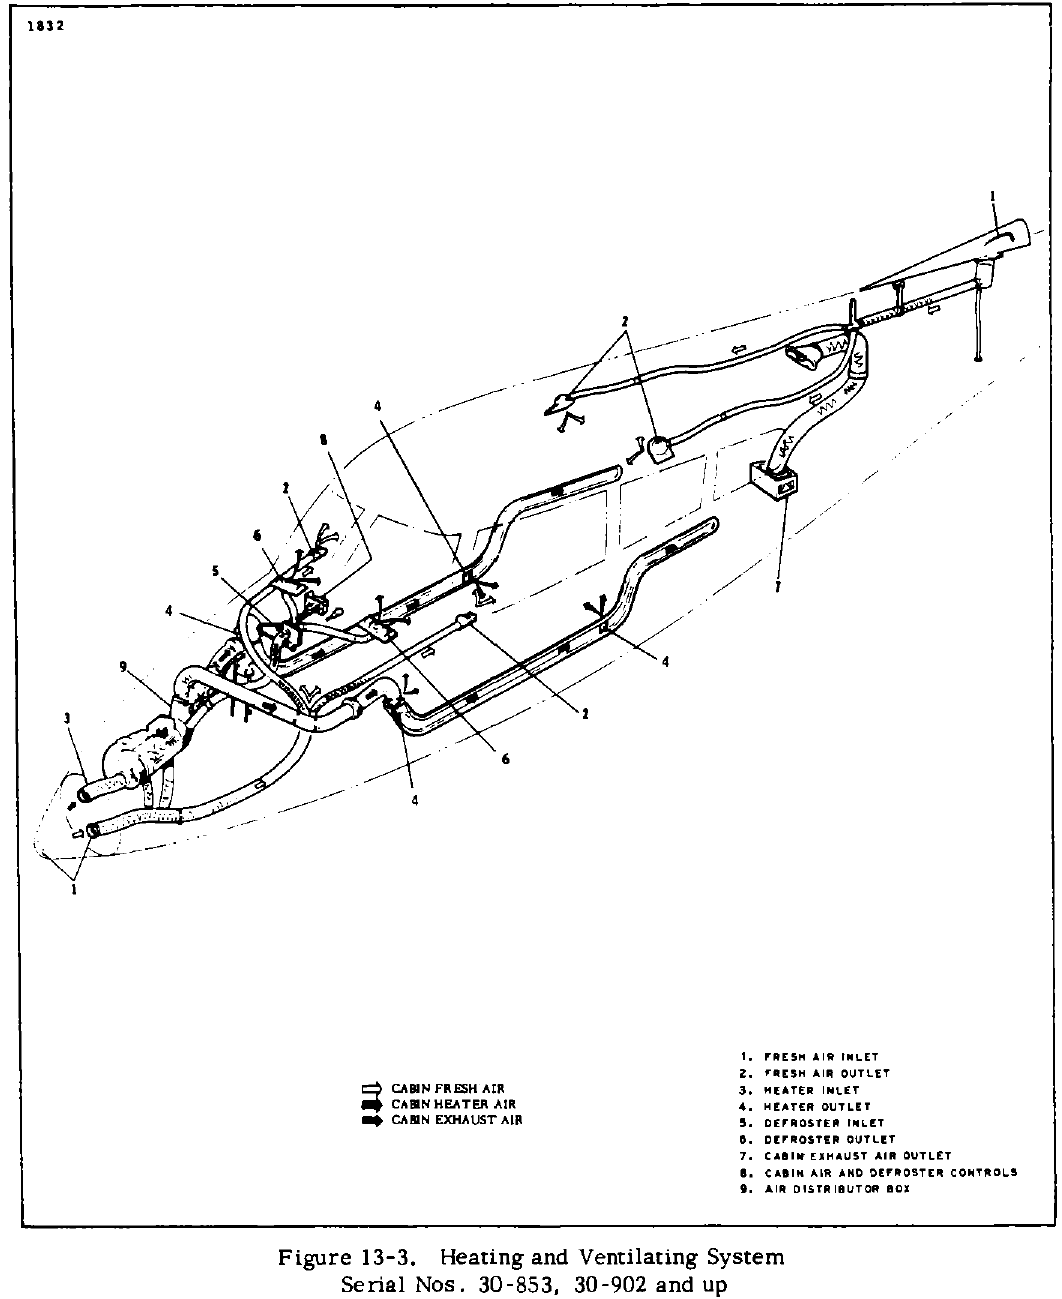 1832
1
2
4
8
2
6
5
7
4
4
9
2
3
6
4
1
CABIN FRESH AIR
CABIN HEATER AIR
CABIN EXHAUST AIR
1. FRESH AIR INLET
2. FRESH AIR OUTLET
3. HEATER INLET
4. HEATER OUTLET
5. DEFROSTER INLET
6. DEFROSTER OUTLET
7. CABIN EXHAUST AIR OUTLET
8. CABIN AIR AND DEFROSTER CONTROLS
9. AIR DISTRIBUTOR BOX
Figure 13-3. Heating and Ventilating System
Serial Nos. 30-853, 30-902 and up